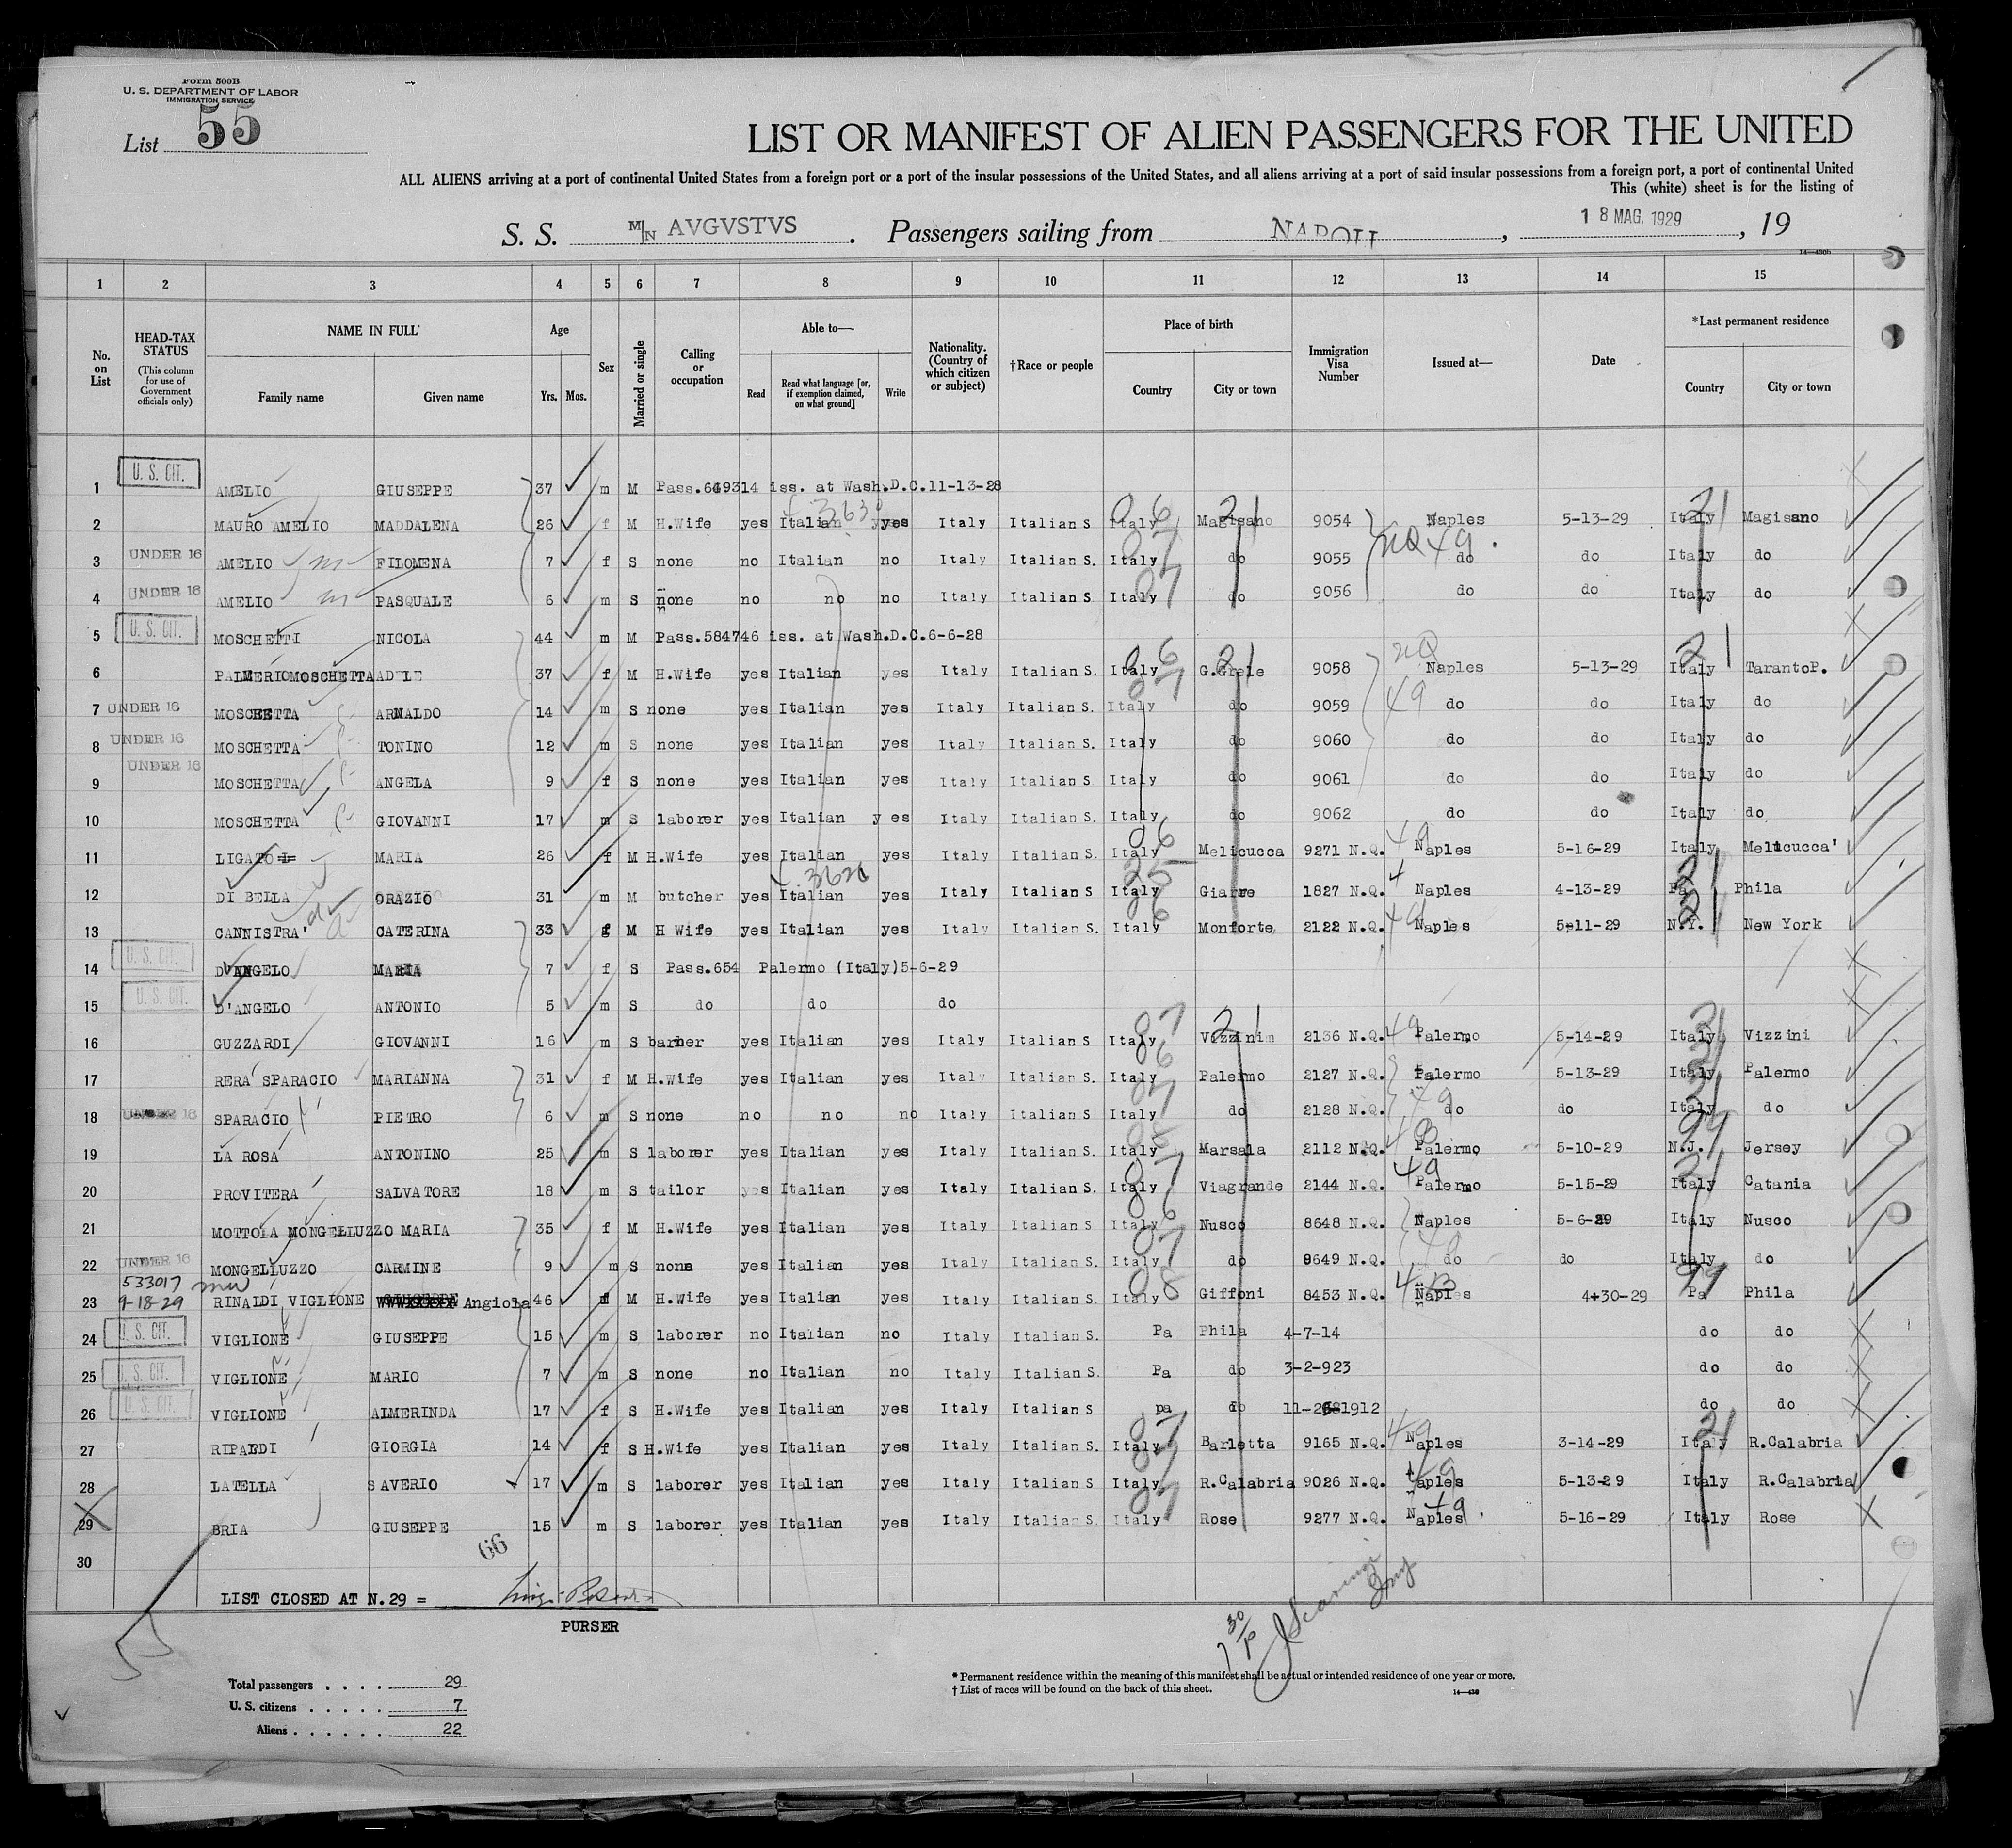 Form 500B
U. S. DEPARTMENT OF LABOR
IMMIGRATION SERVICE
List 55
LIST OR MANIFEST OF ALIEN PASSENGERS FOR THE UNITED
ALL ALIENS arriving at a port of continental United States from a foreign port or a port of the insular possessions of the United States, and all aliens arriving at a port of said insular possessions from a foreign port, a port of continental United
This (white) sheet is for the listing of
S. S. M/N AVGVSTVS . Passengers sailing from NAPOLI , 18 MAG. 1929 , 19
1 2 3 4 5 6 7 8 9 10 11 12 13 14 15
No. on List
HEAD-TAX STATUS (This column for use of Government officials only)
NAME IN FULL Family name Given name
Age Yrs. Mos.
Sex
Married or single
Calling or occupation
Able to— Read Read what language [or, if exemption claimed, on what ground] Write
Nationality. (Country of which citizen or subject)
†Race or people
Place of birth Country City or town
Immigration Visa Number
Issued at—
Date
*Last permanent residence Country City or town
1 U. S. CIT. AMELIO GIUSEPPE 37 m M Pass.649314 iss. at Wash.D.C.11-13-28
2 MAURO AMELIO MADDALENA 26 f M H.Wife yes Italian yes Italy Italian S Italy Magisano 9054 Naples 5-13-29 Italy Magisano
3 UNDER 16 AMELIO FILOMENA 7 f S none no Italian no Italy Italian S. Italy do 9055 do do Italy do
4 UNDER 16 AMELIO PASQUALE 6 m S none no no no Italy Italian S Italy do 9056 do do Italy do
5 U. S. CIT. MOSCHETTI NICOLA 44 m M Pass.584746 iss. at Wash.D.C.6-6-28
6 PALMERIOMOSCHETTA ADELE 37 f M H.Wife yes Italian yes Italy Italian S Italy 9058 Naples 5-13-29 Italy TarantoP.
7 UNDER 16 MOSCHETTA ARNALDO 14 m S none yes Italian yes Italy Italian S. Italy do 9059 do do Italy do
8 UNDER 16 MOSCHETTA TONINO 12 m S none yes Italian yes Italy Italian S. Italy do 9060 do do Italy do
9 UNDER 16 MOSCHETTA ANGELA 9 f S none yes Italian yes Italy Italian S. Italy do 9061 do do Italy do
10 MOSCHETTA GIOVANNI 17 m S laborer yes Italian yes Italy Italian S. Italy do 9062 do do Italy do
11 LIGATO MARIA 26 f M H.Wife yes Italian yes Italy Italian S. Italy Melicucca 9271 N.Q. Naples 5-16-29 Italy Melicucca'
12 DI BELLA ORAZIO 31 m M butcher yes Italian yes Italy Italian S Italy Giarre 1827 N.Q. Naples 4-13-29 Pa Phila
13 CANNISTRA' CATERINA 33 f M H Wife yes Italian yes Italy Italian S. Italy Monforte 2122 N.Q. Naples 5-11-29 N.Y. New York
14 U. S. CIT. D'ANGELO MARIA 7 f S Pass.654 Palermo (Italy)5-6-29
15 U. S. CIT. D'ANGELO ANTONIO 5 m S do do do
16 GUZZARDI GIOVANNI 16 m S barber yes Italian yes Italy Italian S Italy Vizzini 2136 N.Q. Palermo 5-14-29 Italy Vizzini
17 RERA SPARACIO MARIANNA 31 f M H.Wife yes Italian yes Italy Italian S. Italy Palermo 2127 N.Q. Palermo 5-13-29 Italy Palermo
18 UNDER 16 SPARACIO PIETRO 6 m S none no no no Italy Italian S Italy do 2128 N.Q. do do Italy do
19 LA ROSA ANTONINO 25 m S laborer yes Italian yes Italy Italian S. Italy Marsala 2112 N.Q. Palermo 5-10-29 N.J. Jersey
20 PROVITERA SALVATORE 18 m S tailor yes Italian yes Italy Italian S. Italy Viagrande 2144 N.Q. Palermo 5-15-29 Italy Catania
21 MOTTOLA MONGELLUZZO MARIA 35 f M H.Wife yes Italian yes Italy Italian S Italy Nusco 8648 N.Q. Naples 5-6-29 Italy Nusco
22 UNDER 16 MONGELLUZZO CARMINE 9 m S none yes Italian yes Italy Italian S. Italy do 8649 N.Q. do do Italy do
533017
23 9-18-29 RINALDI VIGLIONE Angiola 46 M H.Wife yes Italian yes Italy Italian S. Italy Giffoni 8453 N.Q. Naples 4+30-29 Pa Phila
24 U. S. CIT. VIGLIONE GIUSEPPE 15 m S laborer no Italian no Italy Italian S. Pa Phila 4-7-14 do do
25 U. S. CIT. VIGLIONE MARIO 7 m S none no Italian no Italy Italian S. Pa do 3-2-923 do do
26 U. S. CIT. VIGLIONE ALMERINDA 17 f S H.Wife yes Italian yes Italy Italian S pa do do do
27 GIORGIA 14 f S H.Wife yes Italian yes Italy Italian S. Italy Barletta 9165 N.Q. Naples 3-14-29 Italy R.Calabria
28 LATELLA SAVERIO 17 m S laborer yes Italian yes Italy Italian S Italy R.Calabria 9026 N.Q. Naples 5-13-29 Italy R.Calabria
29 BRIA GIUSEPPE 15 m S laborer yes Italian yes Italy Italian S. Italy Rose 9277 N.Q. Naples 5-16-29 Italy Rose
30
66
LIST CLOSED AT N.29 =
PURSER
Total passengers . . . . 29
U. S. citizens . . . . . 7
Aliens . . . . . . 22
* Permanent residence within the meaning of this manifest shall be actual or intended residence of one year or more.
† List of races will be found on the back of this sheet.